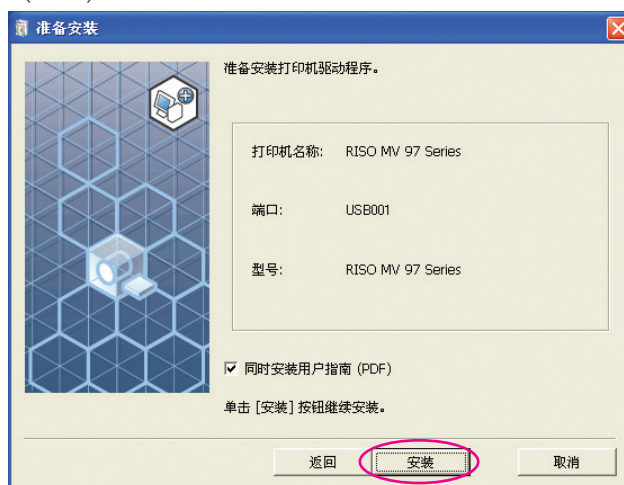 准备安装
准备安装打印机驱动程序。
打印机名称: RISO MV 97 Series
端口: USB001
型号: RISO MV 97 Series
同时安装用户指南 (PDF)
单击 [安装] 按钮继续安装。
返回 安装 取消